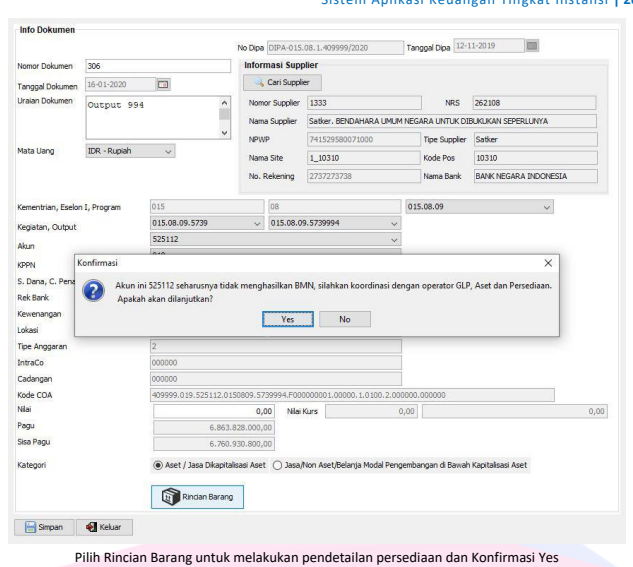 Sistem Aplikasi Keuangan Tingkat Instansi | 20
Info Dokumen
No Dipa DIPA-015.08.1.409999/2020 Tanggal Dipa 12-11-2019
Nomor Dokumen 306
Tanggal Dokumen 16-01-2020
Uraian Dokumen Output 994
Mata Uang IDR - Rupiah
Informasi Supplier
Cari Supplier
Nomor Supplier 1333 NRS 262108
Nama Supplier Satker. BENDAHARA UMUM NEGARA UNTUK DIBUKUKAN SEPERLUNYA
NPWP 741529580071000 Tipe Supplier Satker
Nama Site 1_10310 Kode Pos 10310
No. Rekening 2737273738 Nama Bank BANK NEGARA INDONESIA
Kementrian, Eselon I, Program 015 08 015.08.09
Kegiatan, Output 015.08.09.5739 015.08.09.5739994
Akun 525112
KPPN
S. Dana, C. Pena
Rek Bank
Kewenangan
Lokasi
Konfirmasi
Akun ini 525112 seharusnya tidak menghasilkan BMN, silahkan koordinasi dengan operator GLP, Aset dan Persediaan.
Apakah akan dilanjutkan?
Yes No
Tipe Anggaran 2
IntraCo 000000
Cadangan 000000
Kode COA 409999.019.525112.0150809.5739994.F00000001.00000.1.0100.2.000000.000000
Nilai 0,00 Nilai Kurs 0,00 0,00
Pagu 6.863.828.000,00
Sisa Pagu 6.760.930.800,00
Kategori Aset / Jasa Dikapitalisasi Aset Jasa/Non Aset/Belanja Modal Pengembangan di Bawah Kapitalisasi Aset
Rincian Barang
Simpan Keluar
Pilih Rincian Barang untuk melakukan pendetailan persediaan dan Konfirmasi Yes